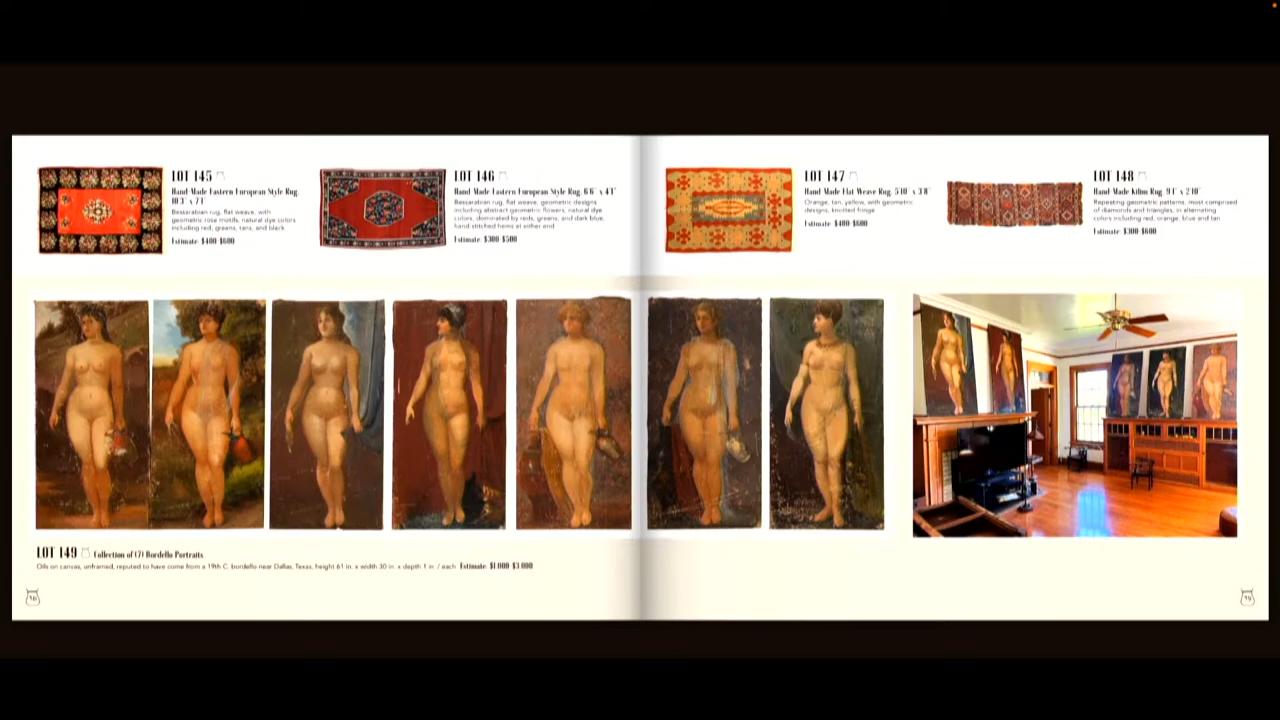 LOT 145
Hand Made Eastern European Style Rug,
10'3" x 7'1"
Bessarabian rug, flat weave, with
geometric rose motifs, natural dye colors
including red, greens, tans, and black
Estimate $400-$600
LOT 146
Hand-Made Eastern European Style Rug, 6'6" x 4'1"
Bessarabian rug, flat weave, geometric designs
including abstract geometric flowers, natural dye
colors, dominated by reds, greens, and dark blue,
hand stitched hems at either end
Estimate $300-$500
LOT 147
Hand Made Flat Weave Rug, 5'10" x 3'8"
Orange, tan, yellow, with geometric
designs, knotted fringe
Estimate $400-$600
LOT 148
Hand Made Kilim Rug, 9'1" x 2'10"
Repeating geometric patterns, most comprised
of diamonds and triangles, in alternating
colors including red, orange, blue and tan
Estimate $300-$600
LOT 149 Collection of (7) Bordello Portraits
Oils on canvas, unframed, reputed to have come from a 19th C. bordello near Dallas, Texas, height 61 in. x width 30 in. x depth 1 in. / each Estimate $1,000-$3,000